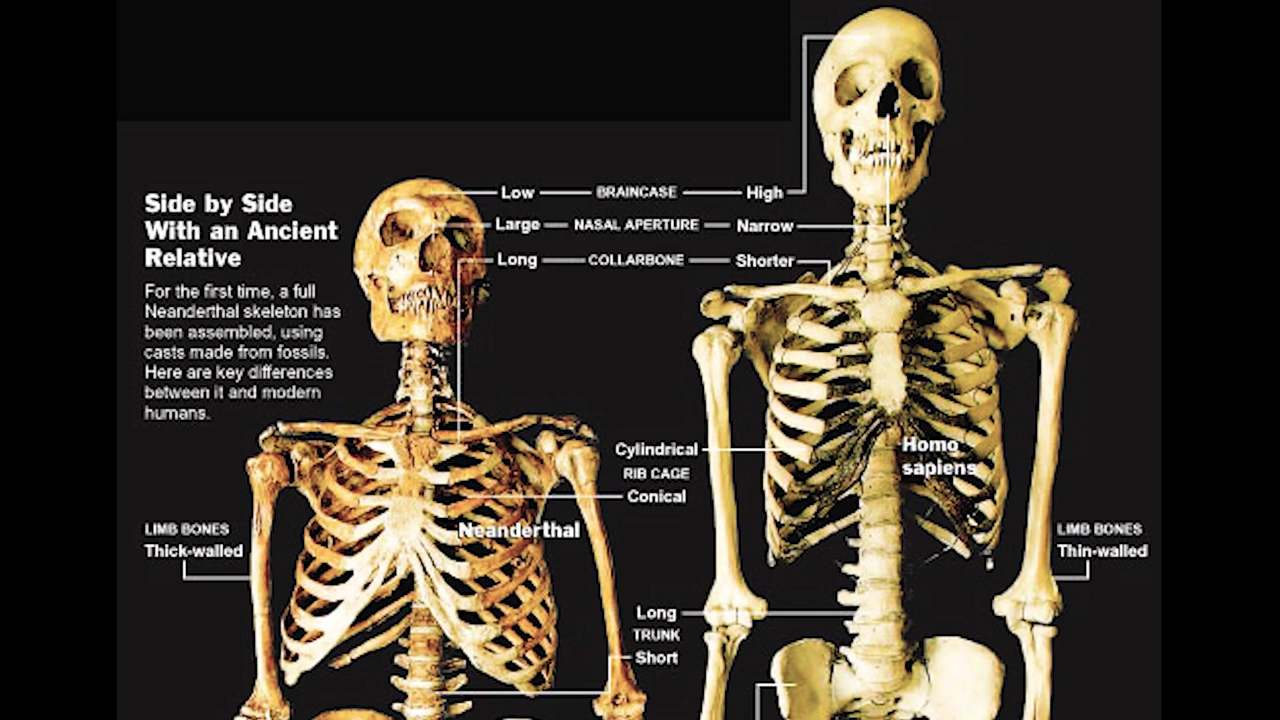 Side by Side
With an Ancient
Relative
For the first time, a full
Neanderthal skeleton has
been assembled, using
casts made from fossils.
Here are key differences
between it and modern
humans.
Low BRAINCASE High
Large NASAL APERTURE Narrow
Long COLLARBONE Shorter
Cylindrical
RIB CAGE
Conical
Homo
sapiens
Neanderthal
LIMB BONES
Thick-walled
LIMB BONES
Thin-walled
Long
TRUNK
Short